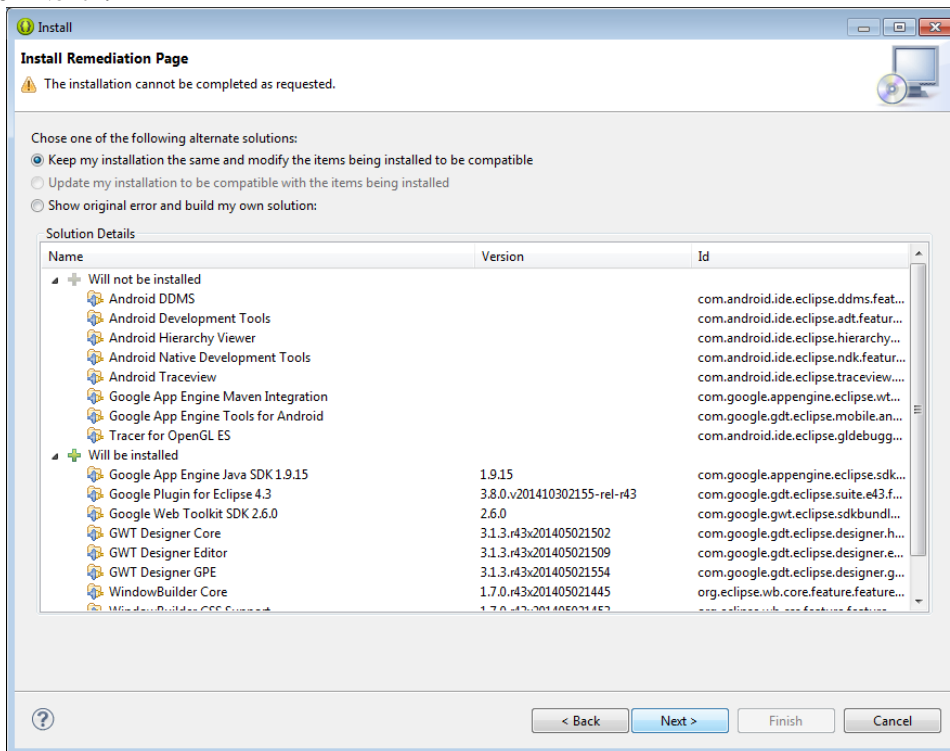 Install
Install Remediation Page
The installation cannot be completed as requested.
Chose one of the following alternate solutions:
Keep my installation the same and modify the items being installed to be compatible
Update my installation to be compatible with the items being installed
Show original error and build my own solution:
Solution Details
Name Version Id
Will not be installed
Android DDMS com.android.ide.eclipse.ddms.feat...
Android Development Tools com.android.ide.eclipse.adt.featur...
Android Hierarchy Viewer com.android.ide.eclipse.hierarchy...
Android Native Development Tools com.android.ide.eclipse.ndk.featur...
Android Traceview com.android.ide.eclipse.traceview....
Google App Engine Maven Integration com.google.appengine.eclipse.wt...
Google App Engine Tools for Android com.google.gdt.eclipse.mobile.an...
Tracer for OpenGL ES com.android.ide.eclipse.gldebugg...
Will be installed
Google App Engine Java SDK 1.9.15 1.9.15 com.google.appengine.eclipse.sdk...
Google Plugin for Eclipse 4.3 3.8.0.v201410302155-rel-r43 com.google.gdt.eclipse.suite.e43.f...
Google Web Toolkit SDK 2.6.0 2.6.0 com.google.gwt.eclipse.sdkbundl...
GWT Designer Core 3.1.3.r43x201405021502 com.google.gdt.eclipse.designer.h...
GWT Designer Editor 3.1.3.r43x201405021509 com.google.gdt.eclipse.designer.e...
GWT Designer GPE 3.1.3.r43x201405021554 com.google.gdt.eclipse.designer.g...
WindowBuilder Core 1.7.0.r43x201405021445 org.eclipse.wb.core.feature.feature...
WindowBuilder CSS Support
< Back Next > Finish Cancel